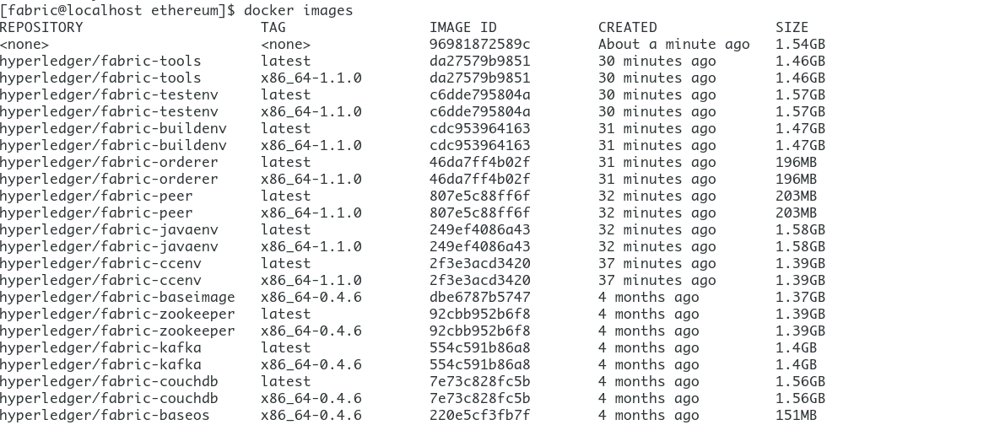 [fabric@localhost ethereum]$ docker images
REPOSITORY TAG IMAGE ID CREATED SIZE
<none> <none> 96981872589c About a minute ago 1.54GB
hyperledger/fabric-tools latest da27579b9851 30 minutes ago 1.46GB
hyperledger/fabric-tools x86_64-1.1.0 da27579b9851 30 minutes ago 1.46GB
hyperledger/fabric-testenv latest c6dde795804a 30 minutes ago 1.57GB
hyperledger/fabric-testenv x86_64-1.1.0 c6dde795804a 30 minutes ago 1.57GB
hyperledger/fabric-buildenv latest cdc953964163 31 minutes ago 1.47GB
hyperledger/fabric-buildenv x86_64-1.1.0 cdc953964163 31 minutes ago 1.47GB
hyperledger/fabric-orderer latest 46da7ff4b02f 31 minutes ago 196MB
hyperledger/fabric-orderer x86_64-1.1.0 46da7ff4b02f 31 minutes ago 196MB
hyperledger/fabric-peer latest 807e5c88ff6f 32 minutes ago 203MB
hyperledger/fabric-peer x86_64-1.1.0 807e5c88ff6f 32 minutes ago 203MB
hyperledger/fabric-javaenv latest 249ef4086a43 32 minutes ago 1.58GB
hyperledger/fabric-javaenv x86_64-1.1.0 249ef4086a43 32 minutes ago 1.58GB
hyperledger/fabric-ccenv latest 2f3e3acd3420 37 minutes ago 1.39GB
hyperledger/fabric-ccenv x86_64-1.1.0 2f3e3acd3420 37 minutes ago 1.39GB
hyperledger/fabric-baseimage x86_64-0.4.6 dbe6787b5747 4 months ago 1.37GB
hyperledger/fabric-zookeeper latest 92cbb952b6f8 4 months ago 1.39GB
hyperledger/fabric-zookeeper x86_64-0.4.6 92cbb952b6f8 4 months ago 1.39GB
hyperledger/fabric-kafka latest 554c591b86a8 4 months ago 1.4GB
hyperledger/fabric-kafka x86_64-0.4.6 554c591b86a8 4 months ago 1.4GB
hyperledger/fabric-couchdb latest 7e73c828fc5b 4 months ago 1.56GB
hyperledger/fabric-couchdb x86_64-0.4.6 7e73c828fc5b 4 months ago 1.56GB
hyperledger/fabric-baseos x86_64-0.4.6 220e5cf3fb7f 4 months ago 151MB